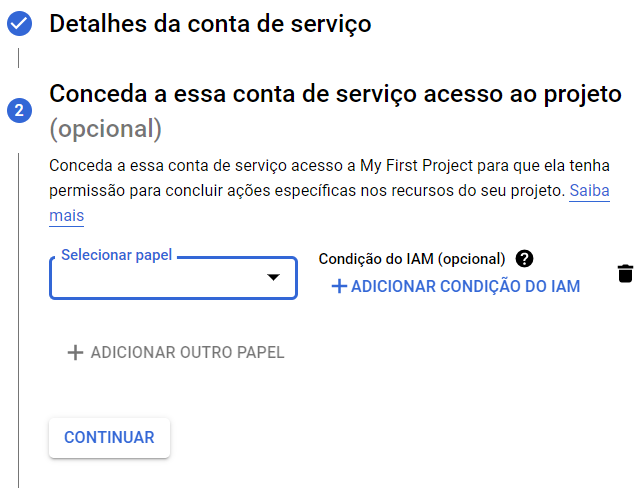 Detalhes da conta de serviço
2
Conceda a essa conta de serviço acesso ao projeto
(opcional)
Conceda a essa conta de serviço acesso a My First Project para que ela tenha
permissão para concluir ações específicas nos recursos do seu projeto. Saiba
mais
Selecionar papel
Condição do IAM (opcional) ?
+ ADICIONAR CONDIÇÃO DO IAM
+ ADICIONAR OUTRO PAPEL
CONTINUAR